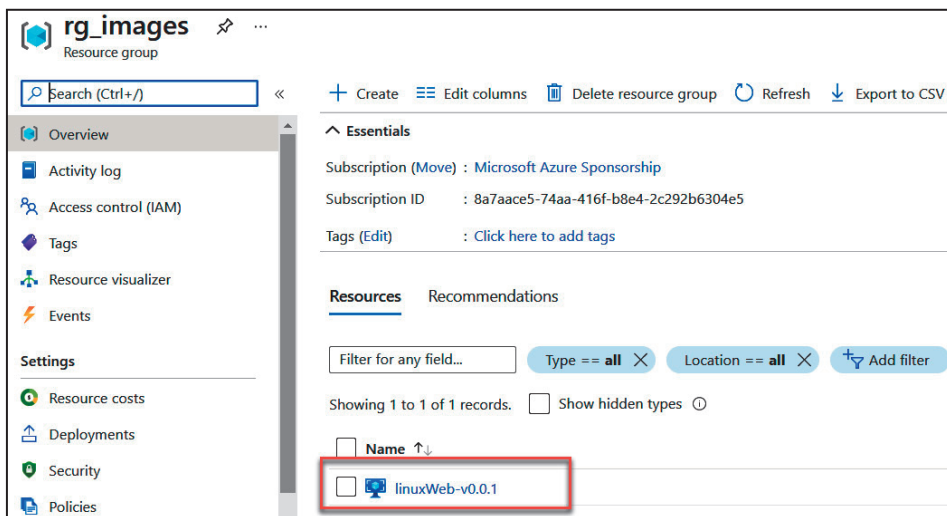 rg_images
Resource group
Search (Ctrl+/)
Overview
Activity log
Access control (IAM)
Tags
Resource visualizer
Events
Settings
Resource costs
Deployments
Security
Policies
Create Edit columns Delete resource group Refresh Export to CSV
Essentials
Subscription (Move) : Microsoft Azure Sponsorship
Subscription ID : 8a7aace5-74aa-416f-b8e4-2c292b6304e5
Tags (Edit) : Click here to add tags
Resources Recommendations
Filter for any field... Type == all Location == all Add filter
Showing 1 to 1 of 1 records. Show hidden types
Name
linuxWeb-v0.0.1